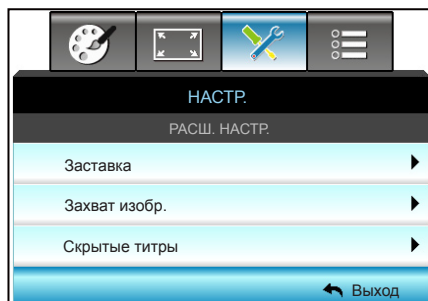 НАСТР.
РАСШ. НАСТР.
Заставка
Захват изобр.
Скрытые титры
Выход